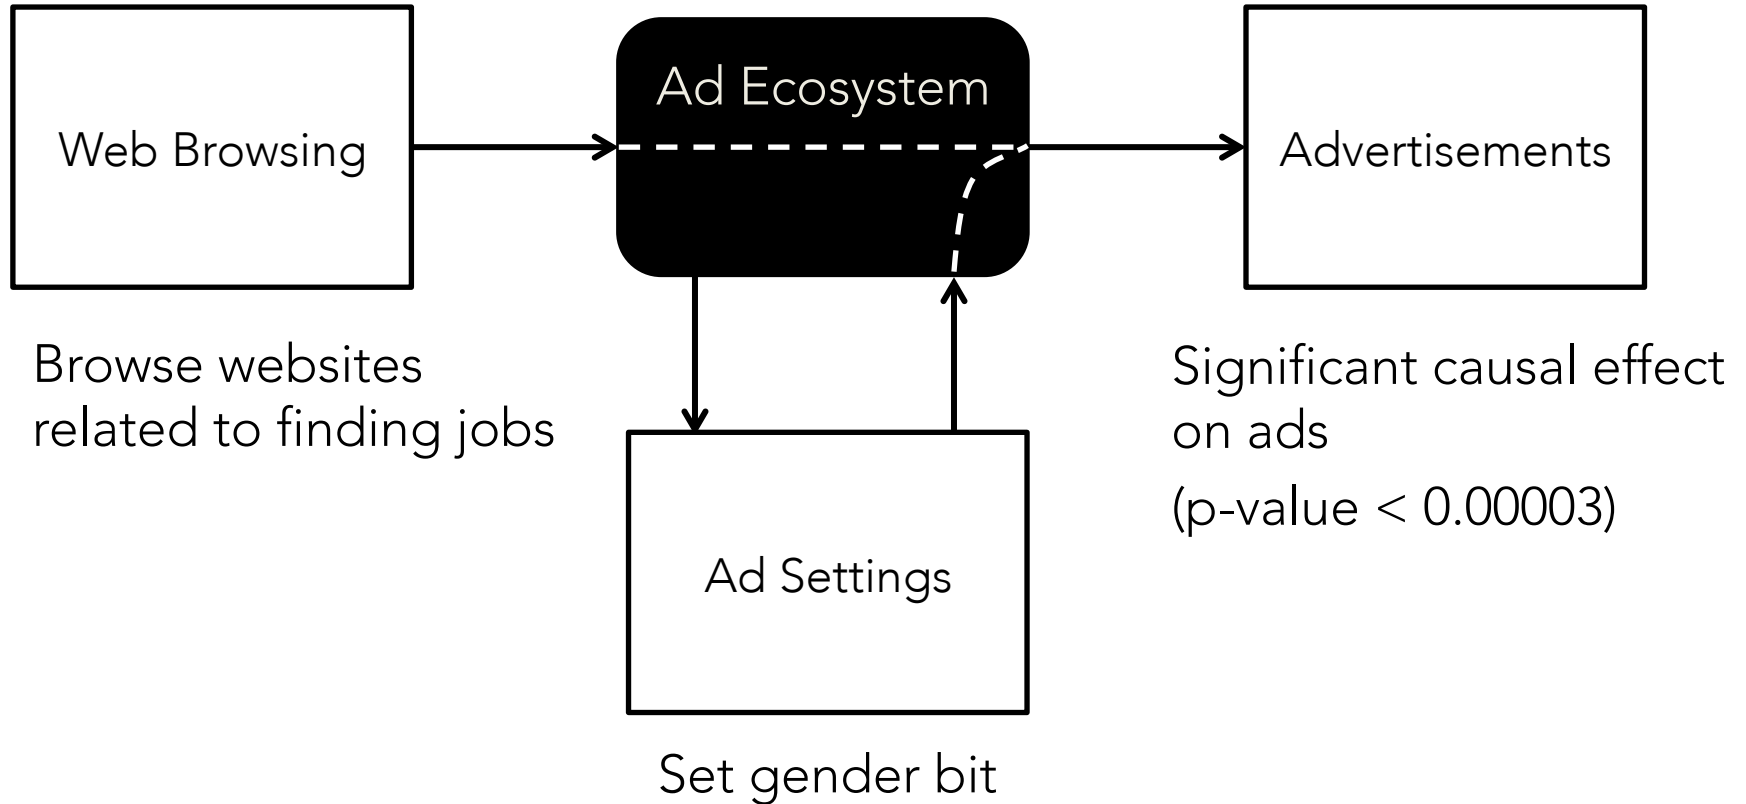 Web Browsing
Ad Ecosystem
Advertisements
Browse websites
related to finding jobs
Significant causal effect
on ads
(p-value < 0.00003)
Ad Settings
Set gender bit